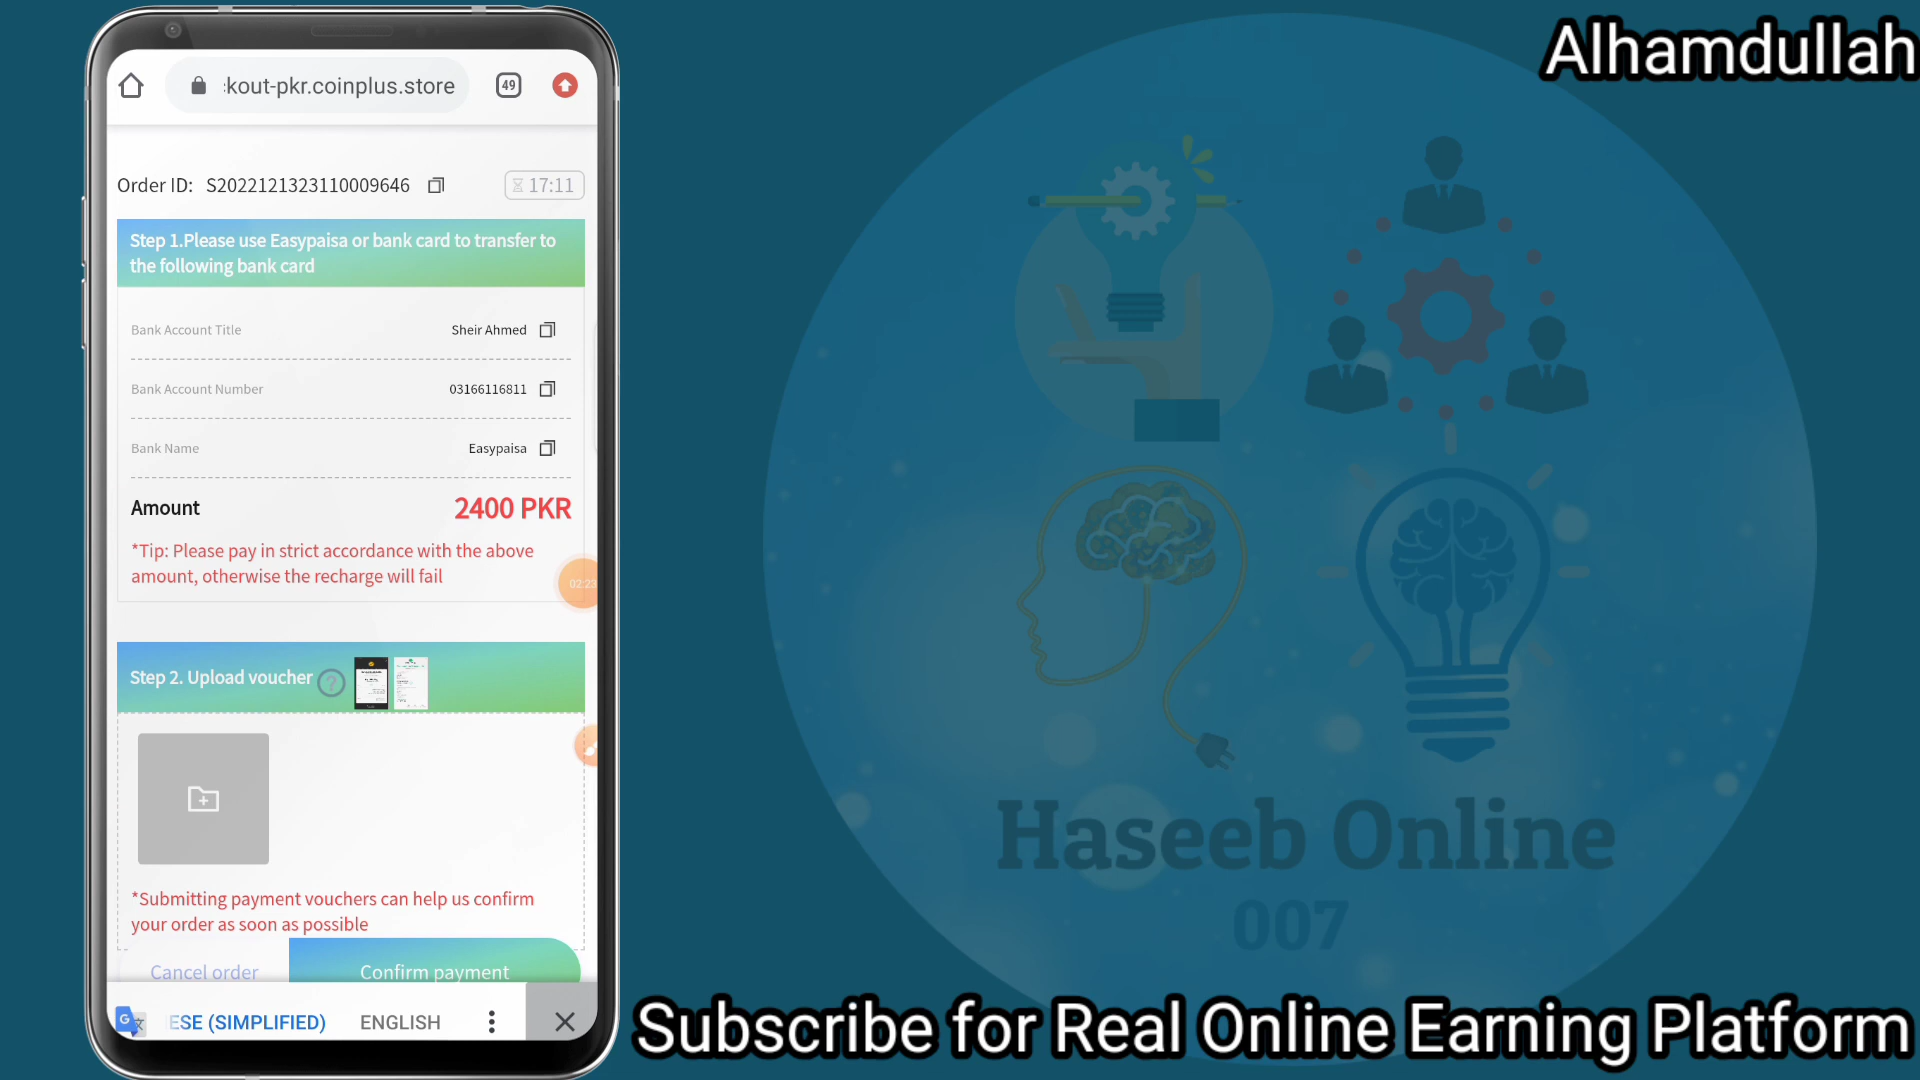 Alhamdullah
:kout-pkr.coinplus.store
49
Order ID: S2022121323110009646
17:11
Step 1.Please use Easypaisa or bank card to transfer to
the following bank card
Bank Account Title Sheir Ahmed
Bank Account Number 03166116811
Bank Name Easypaisa
Amount 2400 PKR
*Tip: Please pay in strict accordance with the above
amount, otherwise the recharge will fail
02:23
Step 2. Upload voucher ?
*Submitting payment vouchers can help us confirm
your order as soon as possible
Cancel order Confirm payment
ESE (SIMPLIFIED) ENGLISH
Haseeb Online
007
Subscribe for Real Online Earning Platform